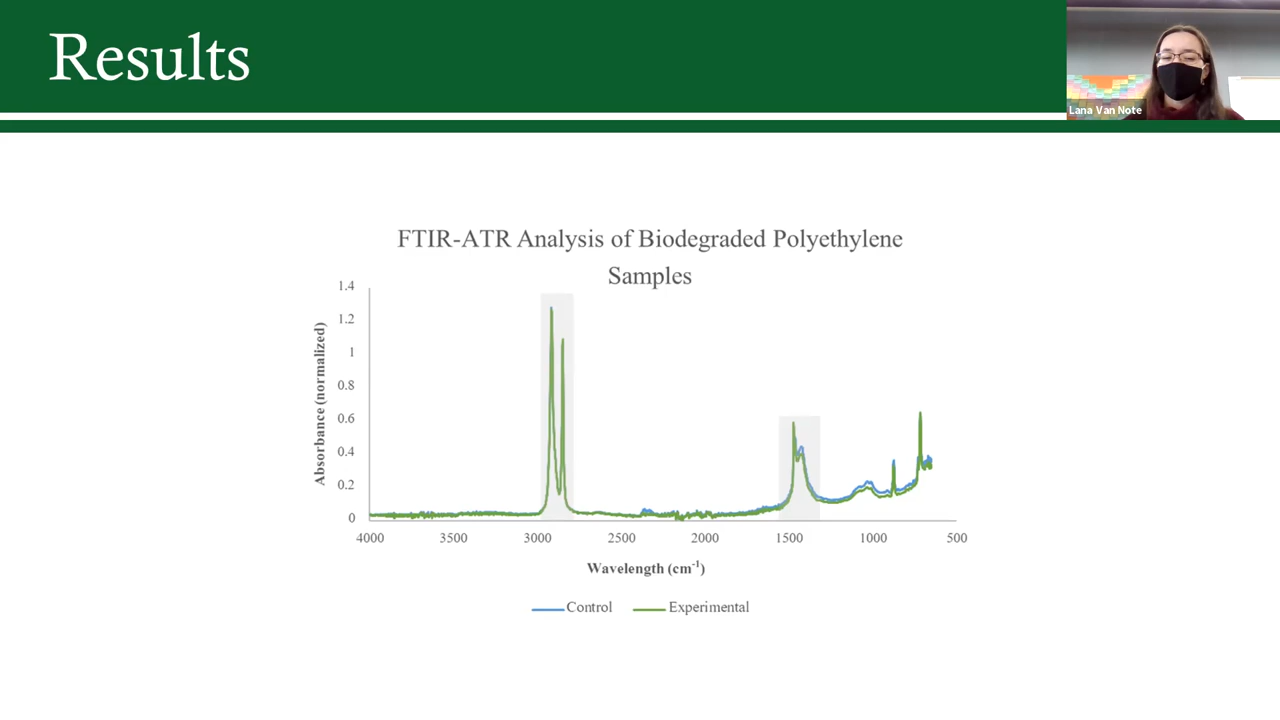 Results
Lana Van Note
FTIR-ATR Analysis of Biodegraded Polyethylene
Samples
1.4
1.2
1
0.8
0.6
0.4
0.2
0
Absorbance (normalized)
4000 3500 3000 2500 2000 1500 1000 500
Wavelength (cm⁻¹)
Control Experimental